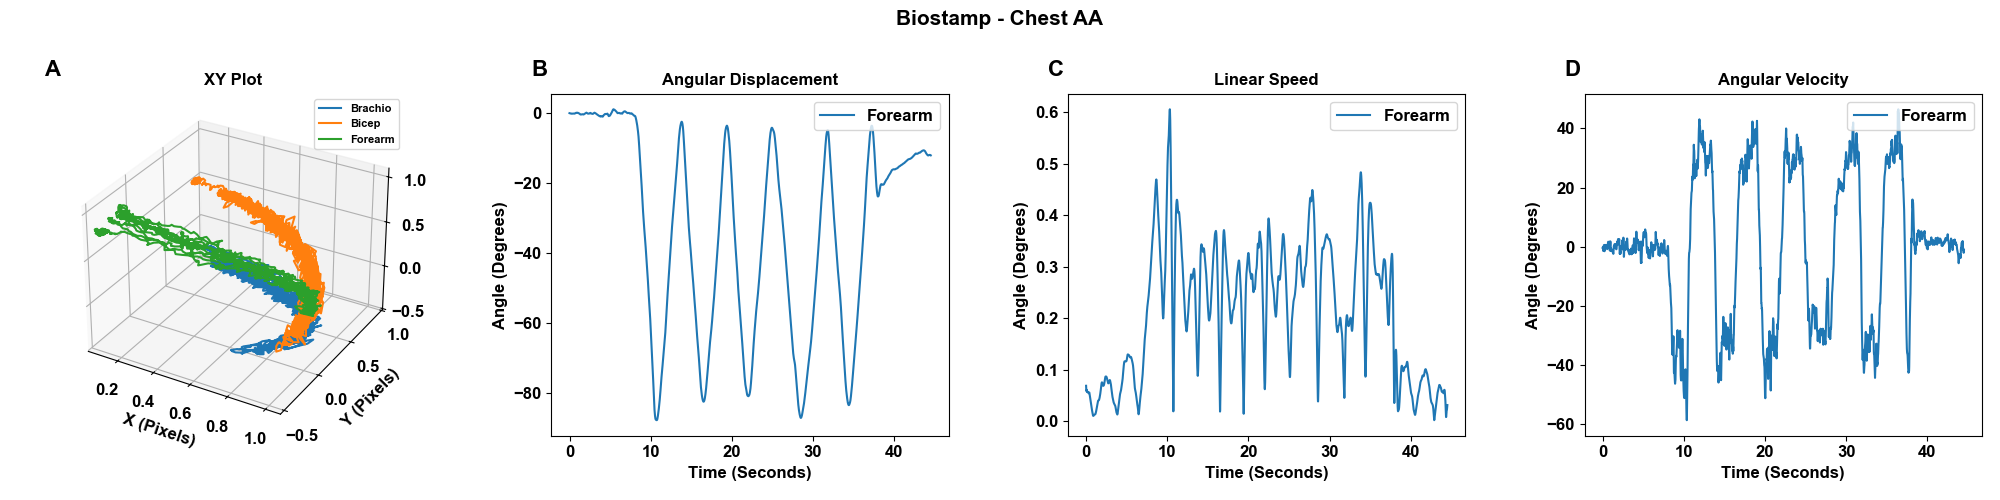 Biostamp - Chest AA
A
XY Plot
Brachio
Bicep
Forearm
1.0
0.5
0.0
−0.5
1.0
0.5
0.0
−0.5
Y (Pixels)
0.2
0.4
0.6
0.8
1.0
X (Pixels)
B
Angular Displacement
Forearm
Angle (Degrees)
0
−20
−40
−60
−80
0 10 20 30 40
Time (Seconds)
C
Linear Speed
Forearm
Angle (Degrees)
0.6
0.5
0.4
0.3
0.2
0.1
0.0
0 10 20 30 40
Time (Seconds)
D
Angular Velocity
Forearm
Angle (Degrees)
40
20
0
−20
−40
−60
0 10 20 30 40
Time (Seconds)